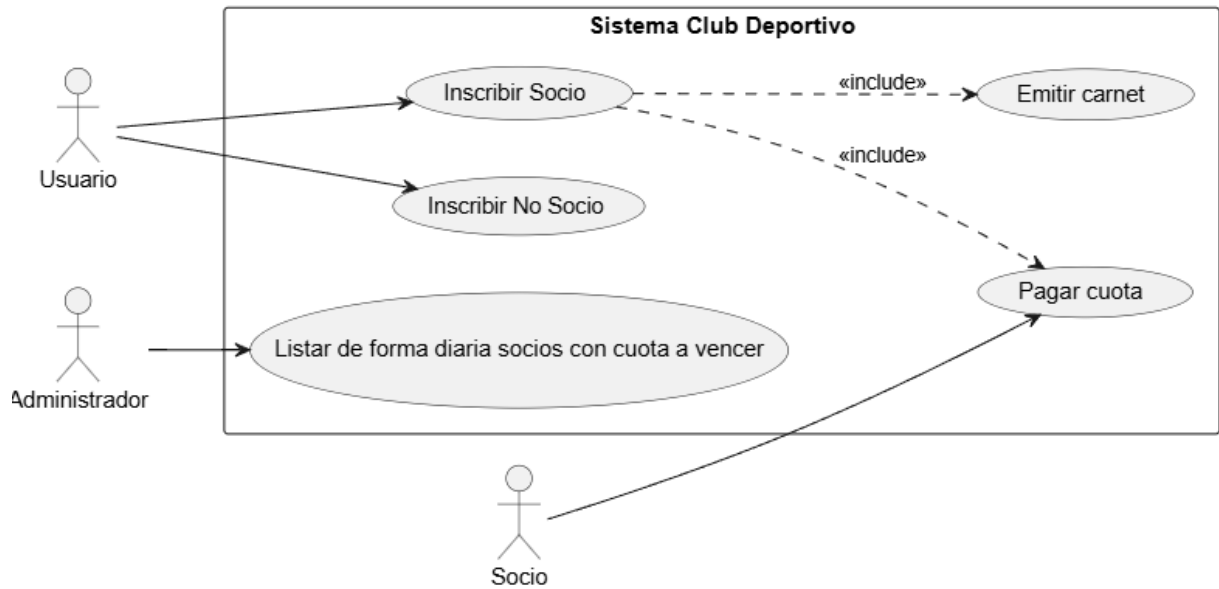 Sistema Club Deportivo
Inscribir Socio
«include»
Emitir carnet
«include»
Usuario
Inscribir No Socio
Pagar cuota
Listar de forma diaria socios con cuota a vencer
Administrador
Socio